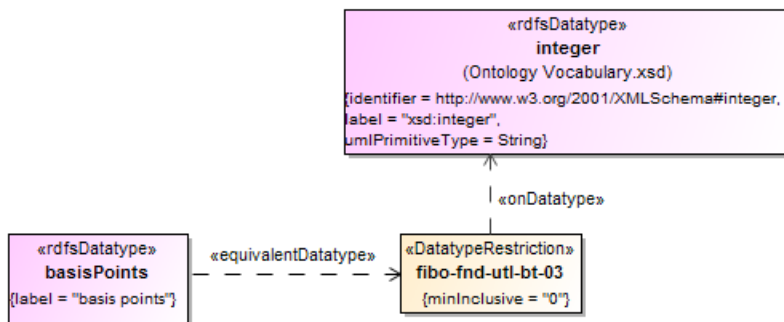 «rdfsDatatype»
integer
(Ontology Vocabulary.xsd)
{identifier = http://www.w3.org/2001/XMLSchema#integer,
label = "xsd:integer",
umlPrimitiveType = String}
«onDatatype»
«rdfsDatatype»
basisPoints
{label = "basis points"}
«equivalentDatatype»
«DatatypeRestriction»
fibo-fnd-utl-bt-03
{minInclusive = "0"}